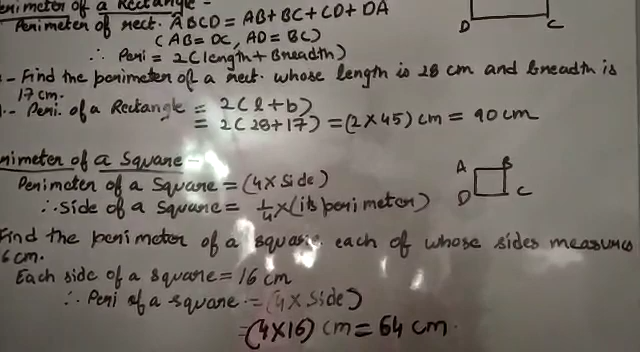 erimeter of a Rectangle -
Perimeter of rect. ABCD = AB + BC + CD + DA
(AB = DC, AD = BC)
∴ Peri = 2(length + Breadth)
D C
- Find the perimeter of a rect. whose length is 28 cm and breadth is
17 cm.
- Peri. of a Rectangle = 2(l + b)
= 2(28+17) = (2×45) cm = 90 cm
rimeter of a Square -
Perimeter of a Square = (4 × Side)
∴ Side of a Square = 1/4 × (its perimeter)
A B
D C
Find the perimeter of a square. each of whose sides measures
6 cm.
Each side of a square = 16 cm
∴ Peri of a square = (4 × Side)
= (4×16) cm = 64 cm.